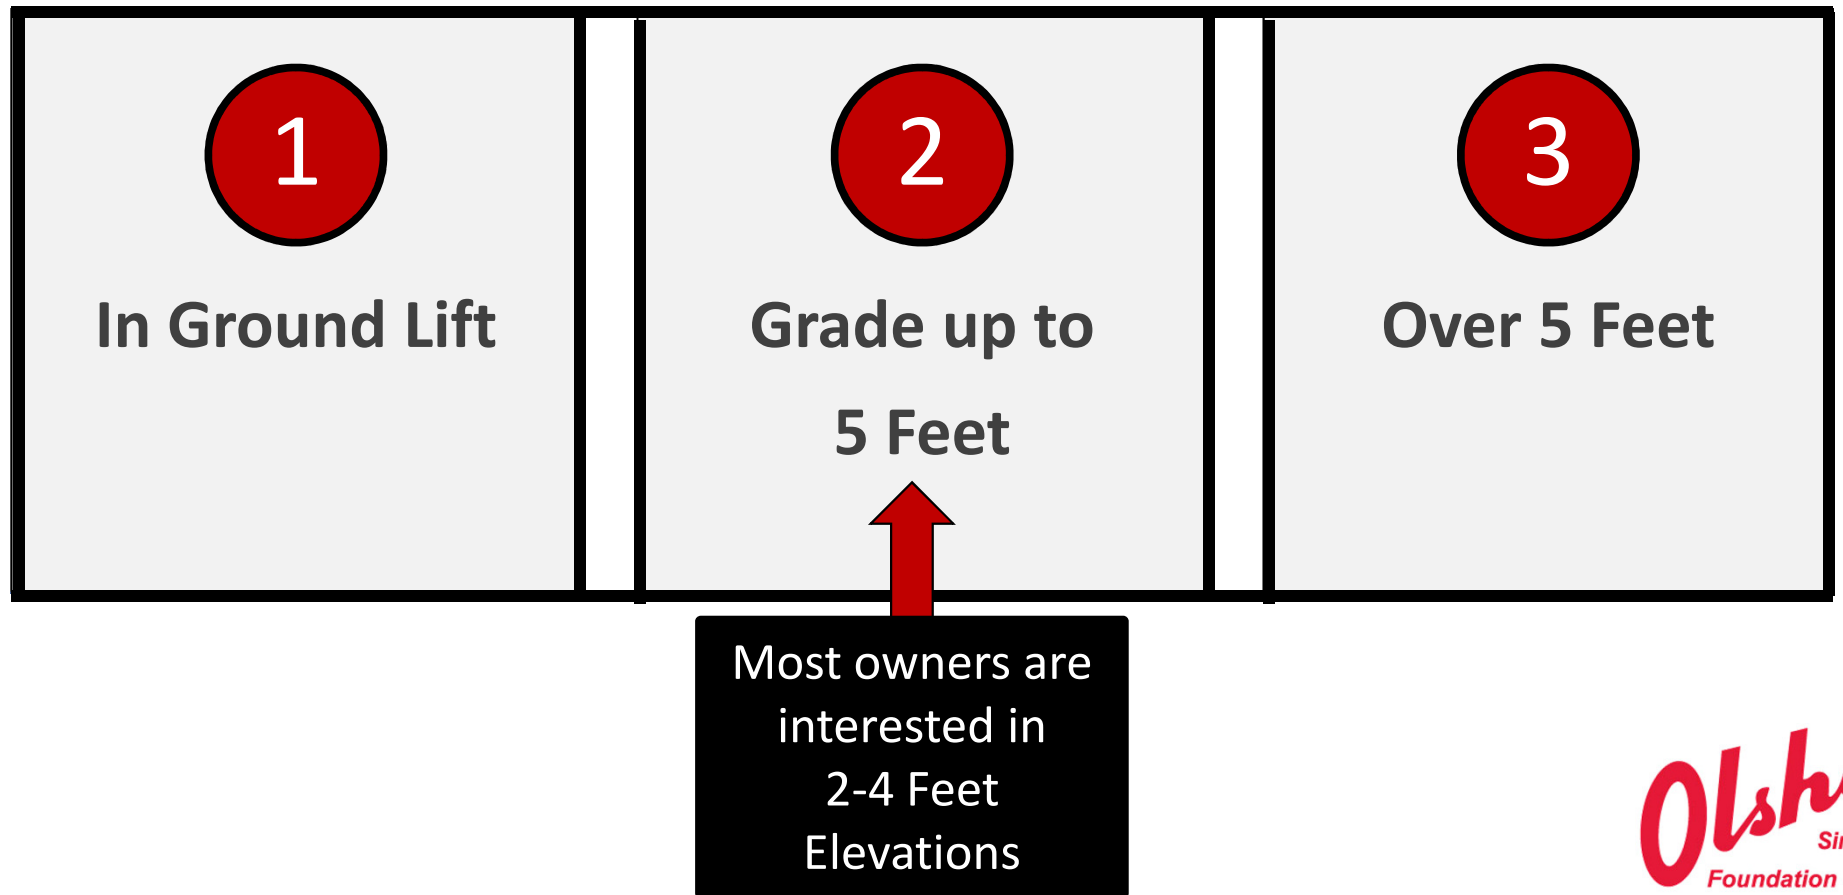 1
In Ground Lift
2
Grade up to
5 Feet
3
Over 5 Feet
Most owners are
interested in
2-4 Feet
Elevations
Foundation